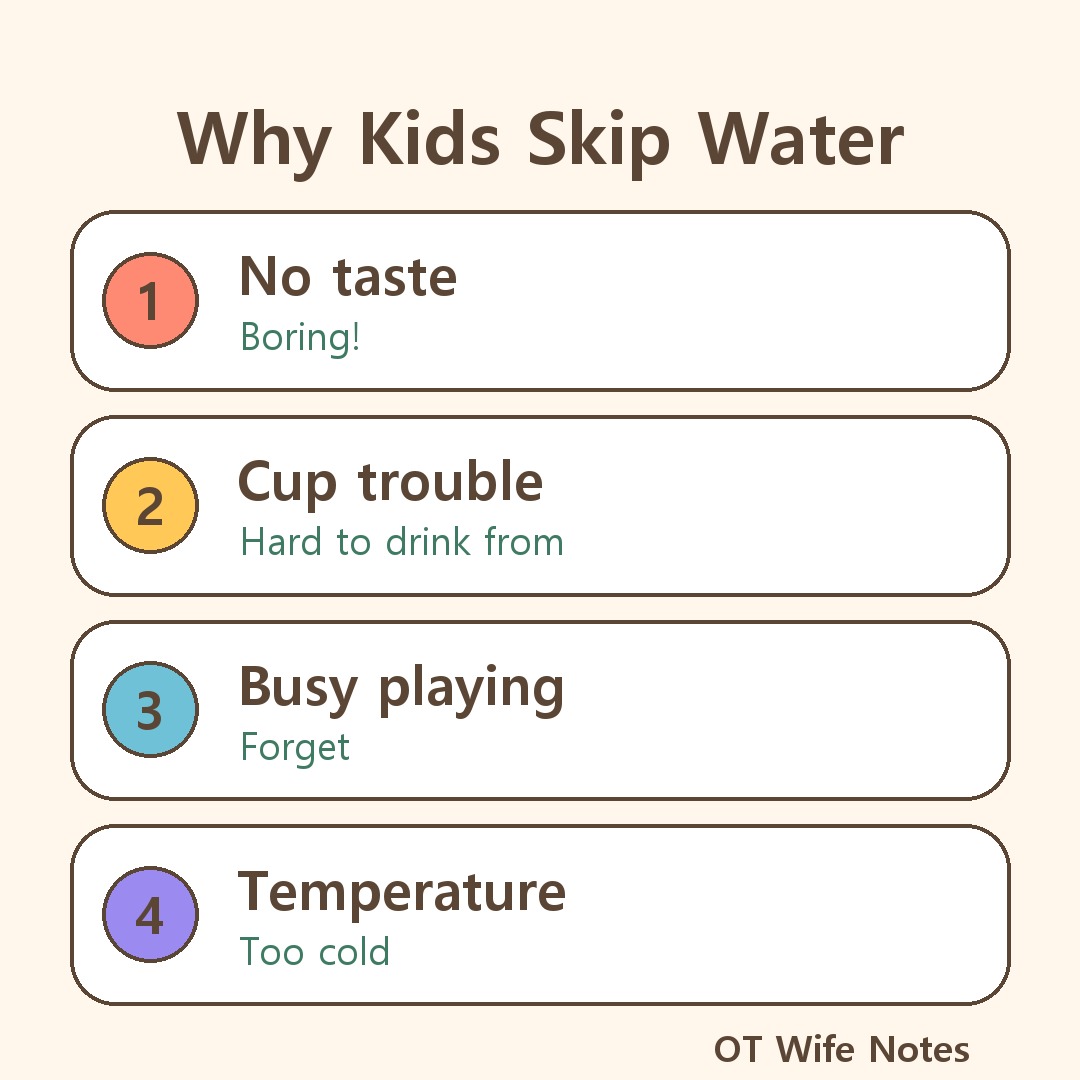 Why Kids Skip Water
1
No taste
Boring!
2
Cup trouble
Hard to drink from
3
Busy playing
Forget
4
Temperature
Too cold
OT Wife Notes